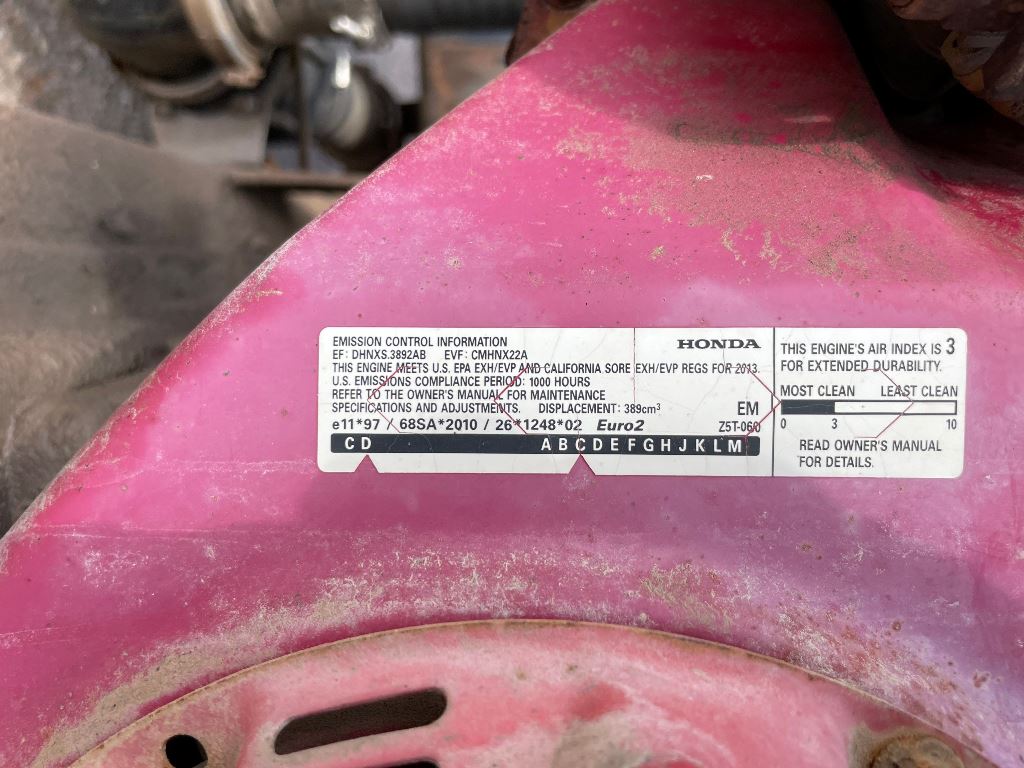 EMISSION CONTROL INFORMATION
HONDA
EF: DHNXS.3892AB EVF: CMHNX22A
THIS ENGINE MEETS U.S. EPA EXH/EVP AND CALIFORNIA SORE EXH/EVP REGS FOR 2013.
U.S. EMISSIONS COMPLIANCE PERIOD: 1000 HOURS
REFER TO THE OWNER'S MANUAL FOR MAINTENANCE
SPECIFICATIONS AND ADJUSTMENTS. DISPLACEMENT: 389cm³
EM
e11*97 / 68SA*2010 / 26*1248*02 Euro2
Z5T-060
C D A B C D E F G H J K L M
THIS ENGINE'S AIR INDEX IS 3
FOR EXTENDED DURABILITY.
MOST CLEAN LEAST CLEAN
0 3 10
READ OWNER'S MANUAL
FOR DETAILS.